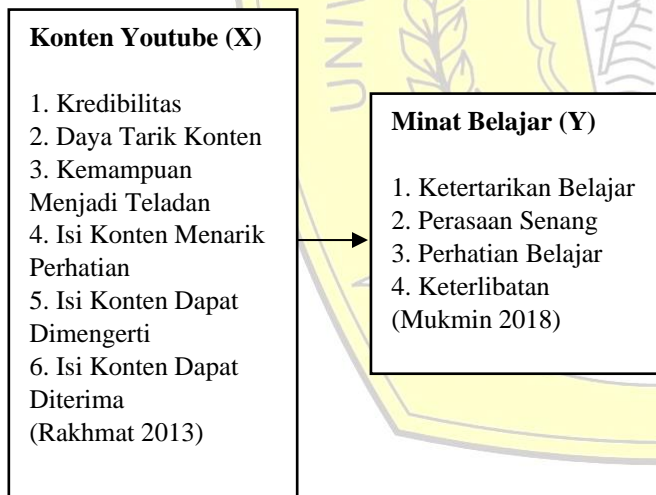 Konten Youtube (X)
1. Kredibilitas
2. Daya Tarik Konten
3. Kemampuan
Menjadi Teladan
4. Isi Konten Menarik
Perhatian
5. Isi Konten Dapat
Dimengerti
6. Isi Konten Dapat
Diterima
(Rakhmat 2013)
Minat Belajar (Y)
1. Ketertarikan Belajar
2. Perasaan Senang
3. Perhatian Belajar
4. Keterlibatan
(Mukmin 2018)
UNIV